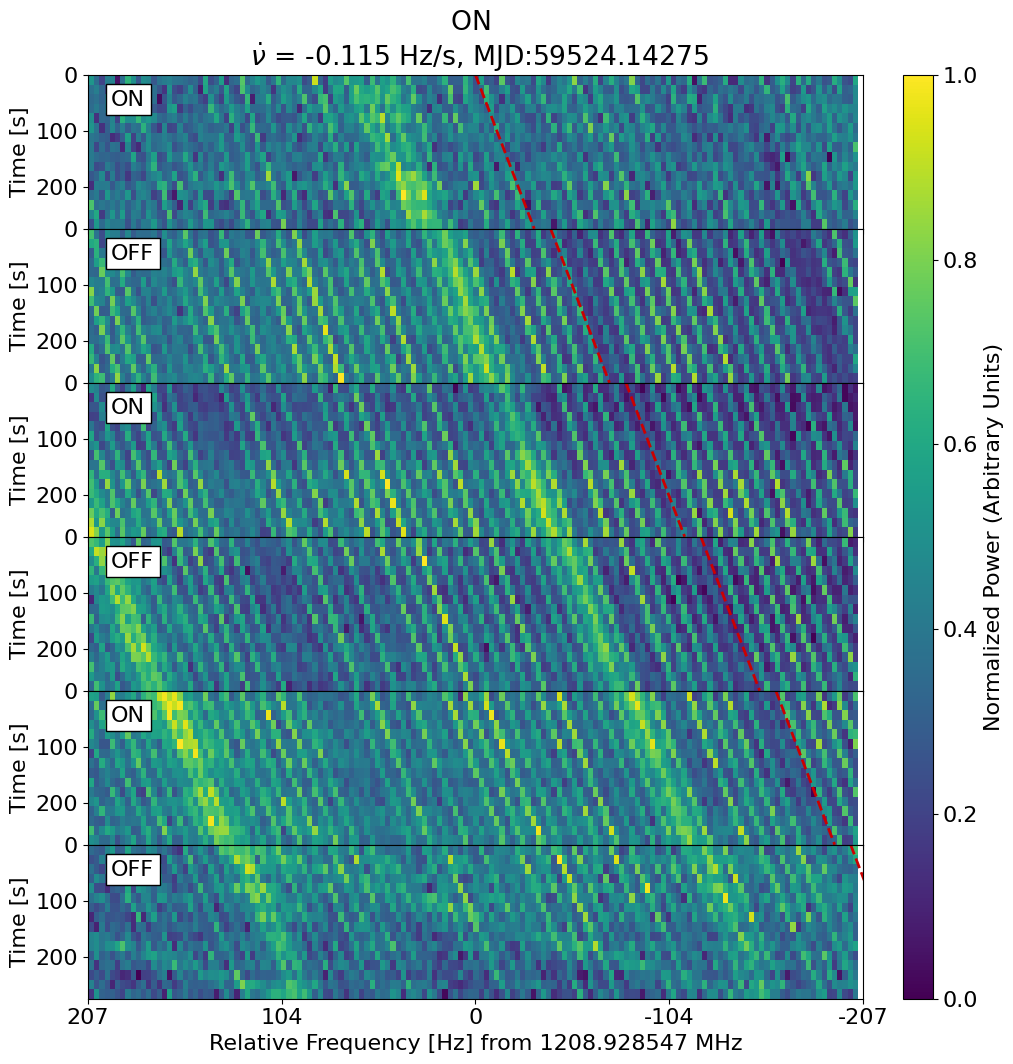 ON
ν̇ = -0.115 Hz/s, MJD:59524.14275
0
100
200
Time [s]
ON
0
100
200
Time [s]
OFF
0
100
200
Time [s]
ON
0
100
200
Time [s]
OFF
0
100
200
Time [s]
ON
0
100
200
Time [s]
OFF
207
104
0
-104
-207
Relative Frequency [Hz] from 1208.928547 MHz
1.0
0.8
0.6
0.4
0.2
0.0
Normalized Power (Arbitrary Units)